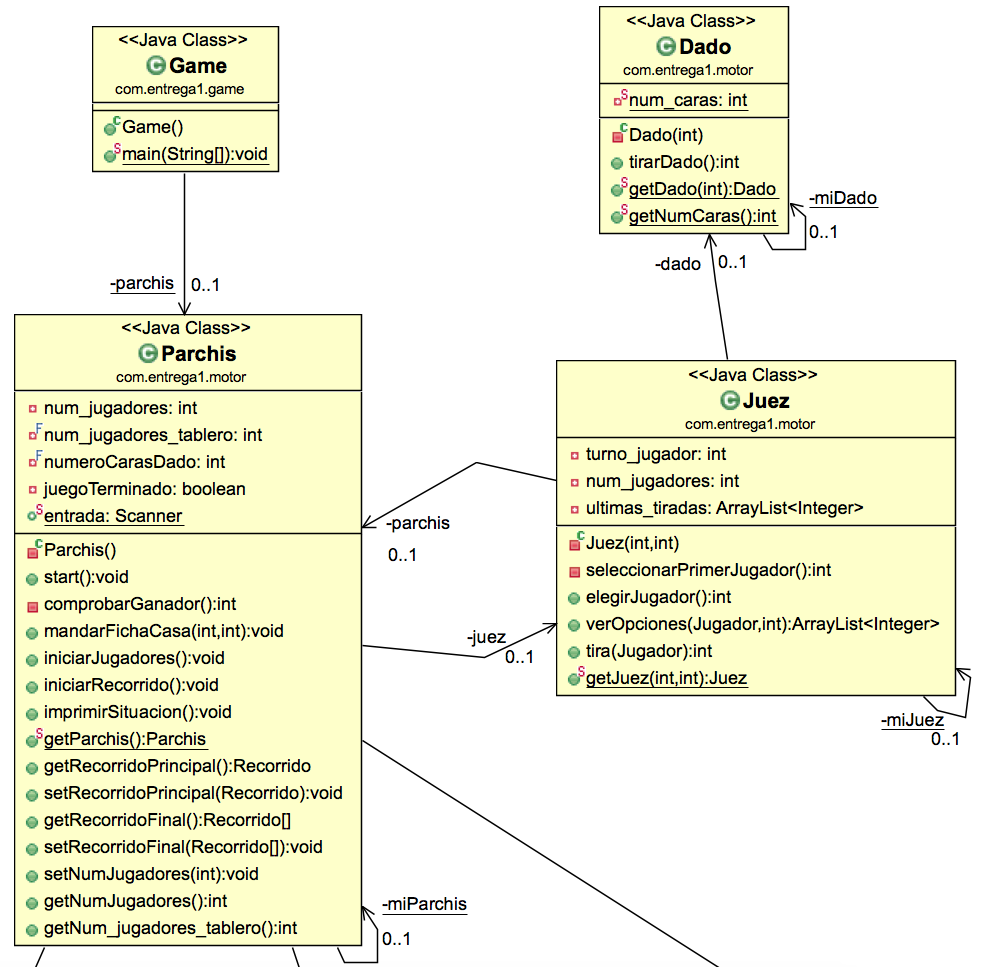 <<Java Class>>
Game
com.entrega1.game
Game()
main(String[]):void
-parchis
0..1
<<Java Class>>
Parchis
com.entrega1.motor
num_jugadores: int
num_jugadores_tablero: int
numeroCarasDado: int
juegoTerminado: boolean
entrada: Scanner
Parchis()
start():void
comprobarGanador():int
mandarFichaCasa(int,int):void
iniciarJugadores():void
iniciarRecorrido():void
imprimirSituacion():void
getParchis():Parchis
getRecorridoPrincipal():Recorrido
setRecorridoPrincipal(Recorrido):void
getRecorridoFinal():Recorrido[]
setRecorridoFinal(Recorrido[]):void
setNumJugadores(int):void
getNumJugadores():int
getNum_jugadores_tablero():int
-miParchis
0..1
<<Java Class>>
Dado
com.entrega1.motor
num_caras: int
Dado(int)
tirarDado():int
getDado(int):Dado
getNumCaras():int
-miDado
0..1
-dado
0..1
<<Java Class>>
Juez
com.entrega1.motor
turno_jugador: int
num_jugadores: int
ultimas_tiradas: ArrayList<Integer>
Juez(int,int)
seleccionarPrimerJugador():int
elegirJugador():int
verOpciones(Jugador,int):ArrayList<Integer>
tira(Jugador):int
getJuez(int,int):Juez
-parchis
0..1
-juez
0..1
-miJuez
0..1